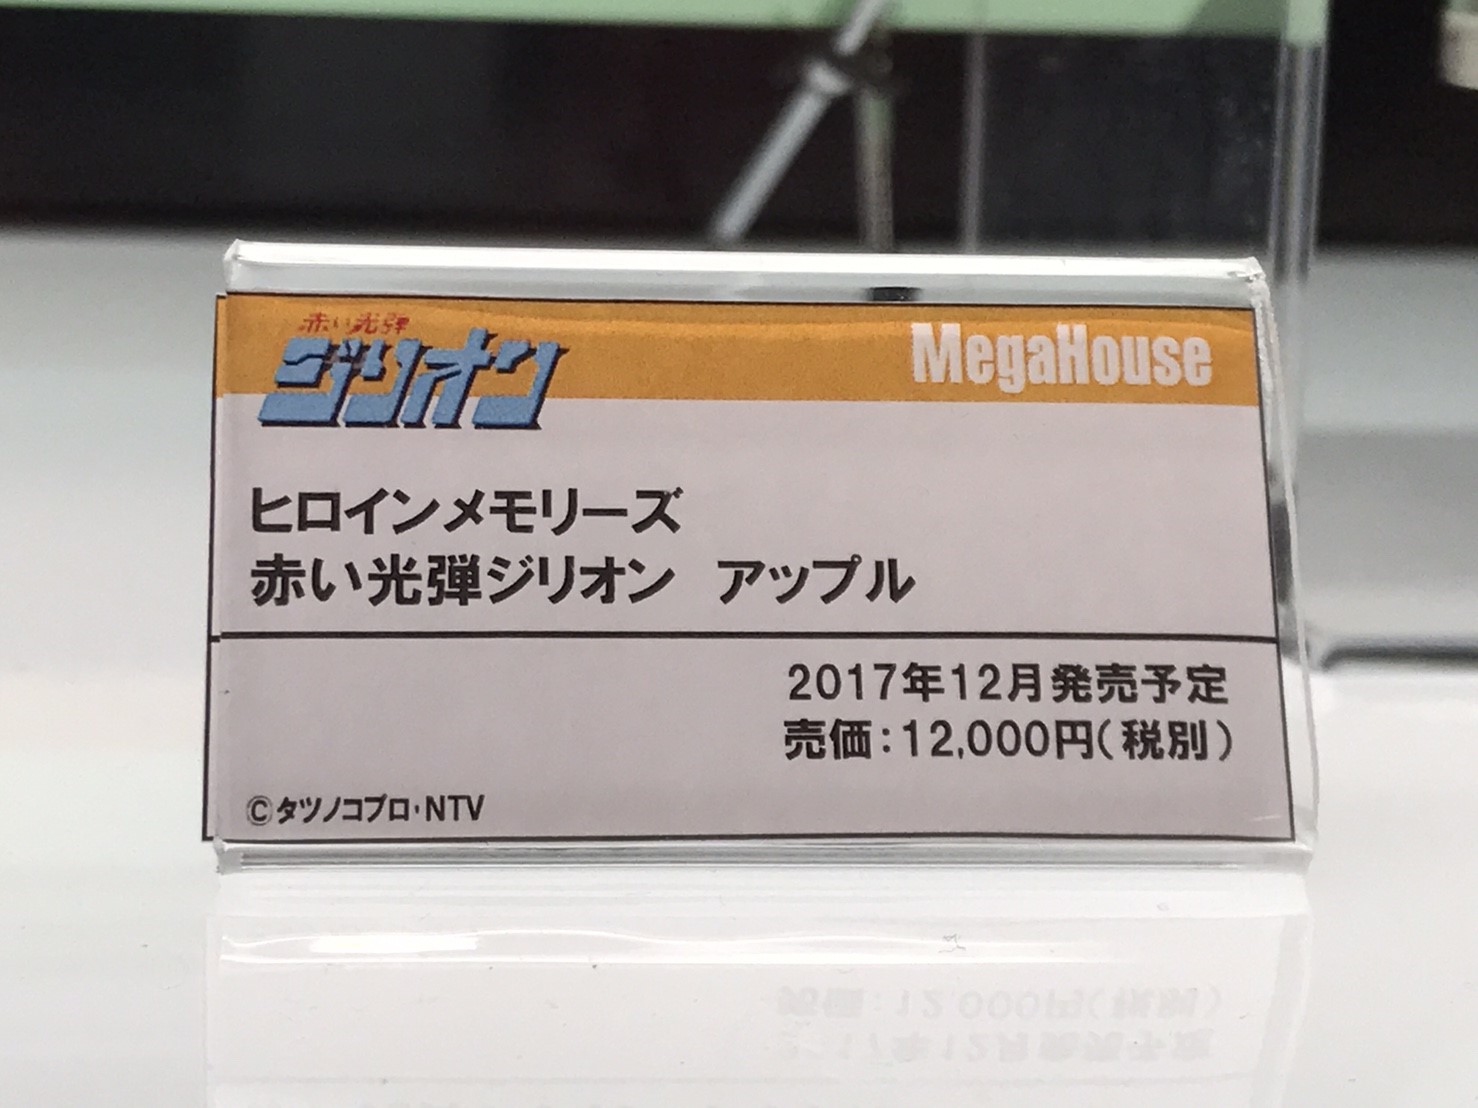 赤い光弾
ジリオン
MegaHouse
ヒロインメモリーズ
赤い光弾ジリオン　アップル
2017年12月発売予定
売価:12,000円(税別)
©タツノコプロ・NTV